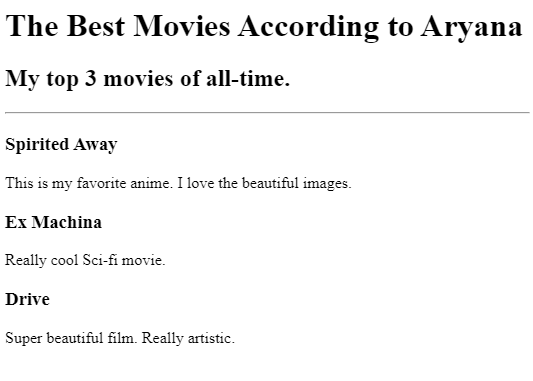 The Best Movies According to Aryana
My top 3 movies of all-time.
Spirited Away
This is my favorite anime. I love the beautiful images.
Ex Machina
Really cool Sci-fi movie.
Drive
Super beautiful film. Really artistic.